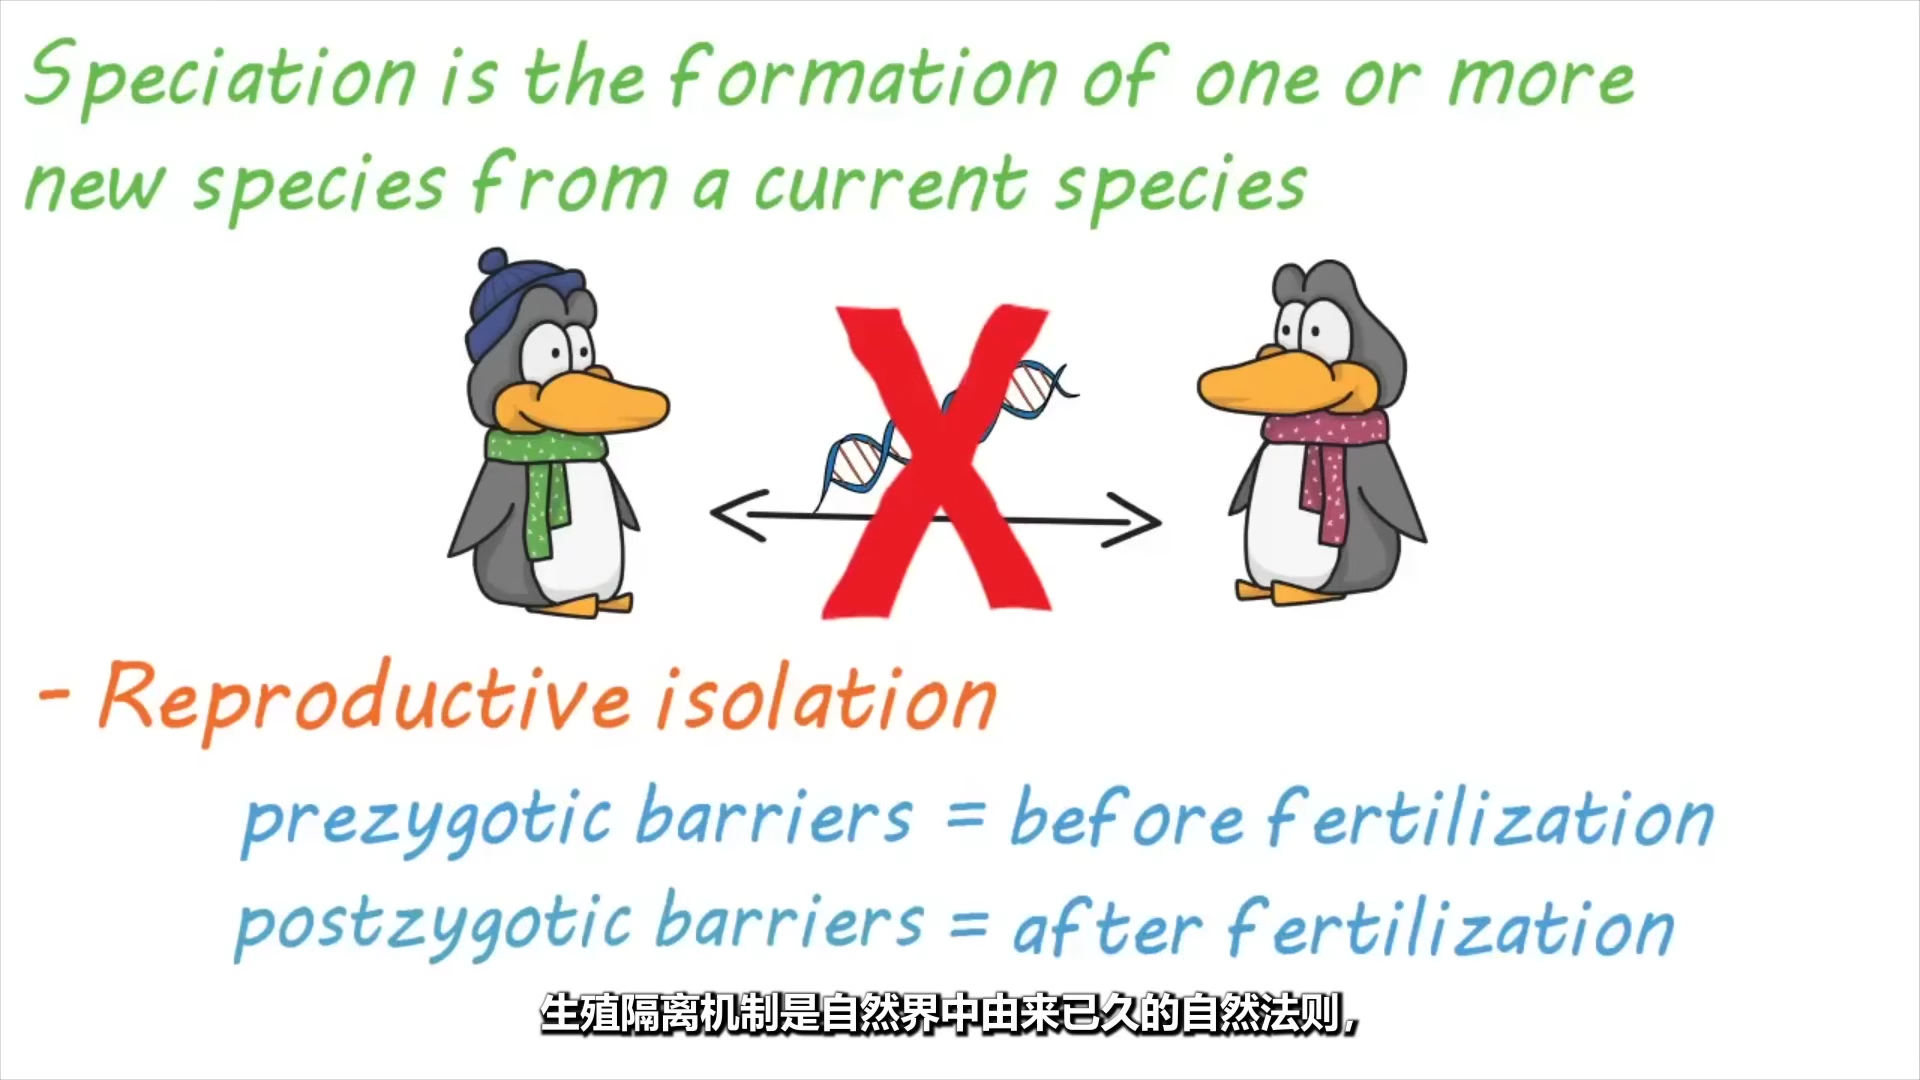 Speciation is the formation of one or more
new species from a current species
- Reproductive isolation
prezygotic barriers = before fertilization
postzygotic barriers = after fertilization
生殖隔离机制是自然界中由来已久的自然法则，